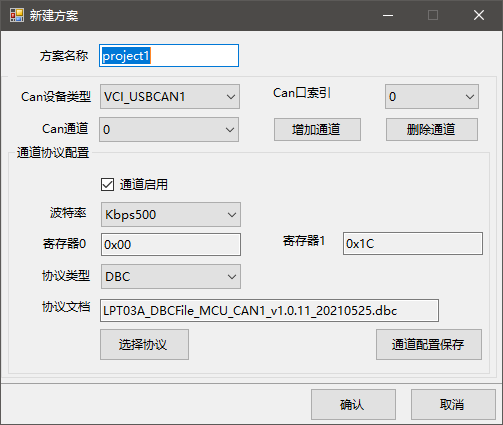 新建方案
方案名称 project1
Can设备类型 VCI_USBCAN1 Can口索引 0
Can通道 0 增加通道 删除通道
通道协议配置
通道启用
波特率 Kbps500
寄存器0 0x00 寄存器1 0x1C
协议类型 DBC
协议文档 LPT03A_DBCFile_MCU_CAN1_v1.0.11_20210525.dbc
选择协议 通道配置保存
确认 取消